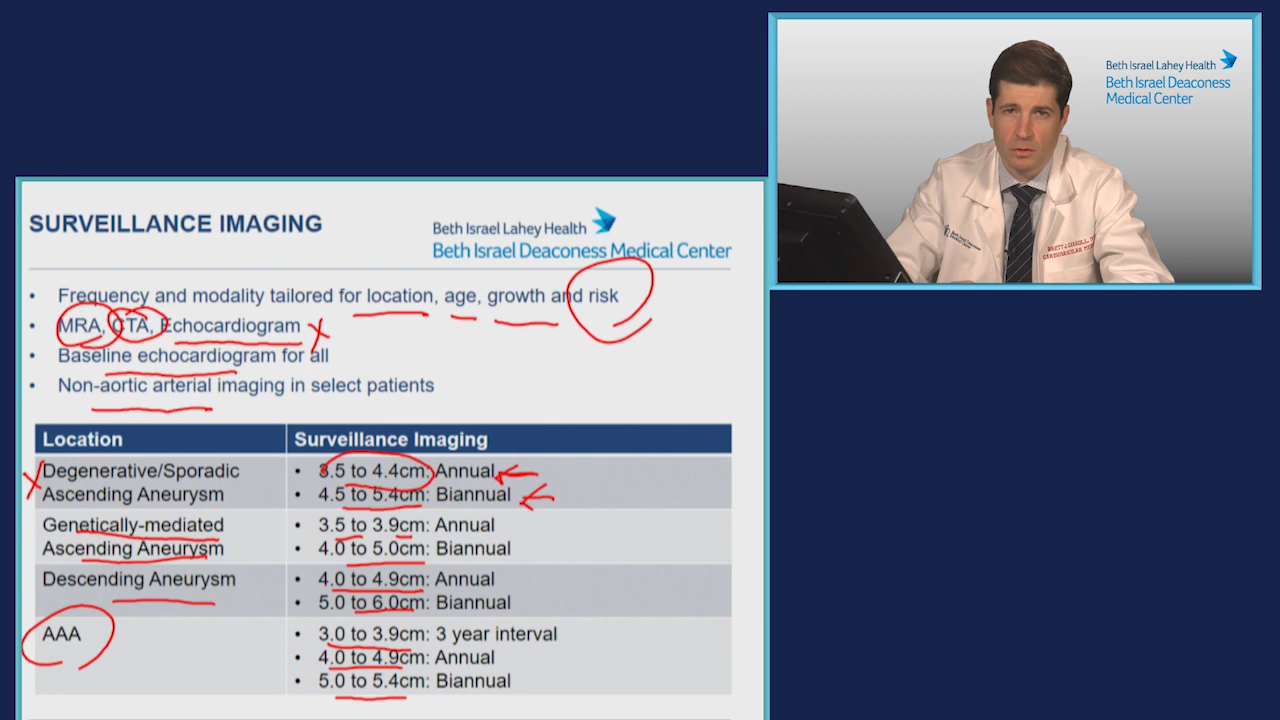 Beth Israel Lahey Health
Beth Israel Deaconess
Medical Center
SURVEILLANCE IMAGING
Beth Israel Lahey Health
Beth Israel Deaconess Medical Center
• Frequency and modality tailored for location, age, growth and risk
• MRA, CTA, Echocardiogram
• Baseline echocardiogram for all
• Non-aortic arterial imaging in select patients
Location Surveillance Imaging
Degenerative/Sporadic • 3.5 to 4.4cm: Annual
Ascending Aneurysm • 4.5 to 5.4cm: Biannual
Genetically-mediated • 3.5 to 3.9cm: Annual
Ascending Aneurysm • 4.0 to 5.0cm: Biannual
Descending Aneurysm • 4.0 to 4.9cm: Annual
• 5.0 to 6.0cm: Biannual
AAA • 3.0 to 3.9cm: 3 year interval
• 4.0 to 4.9cm: Annual
• 5.0 to 5.4cm: Biannual